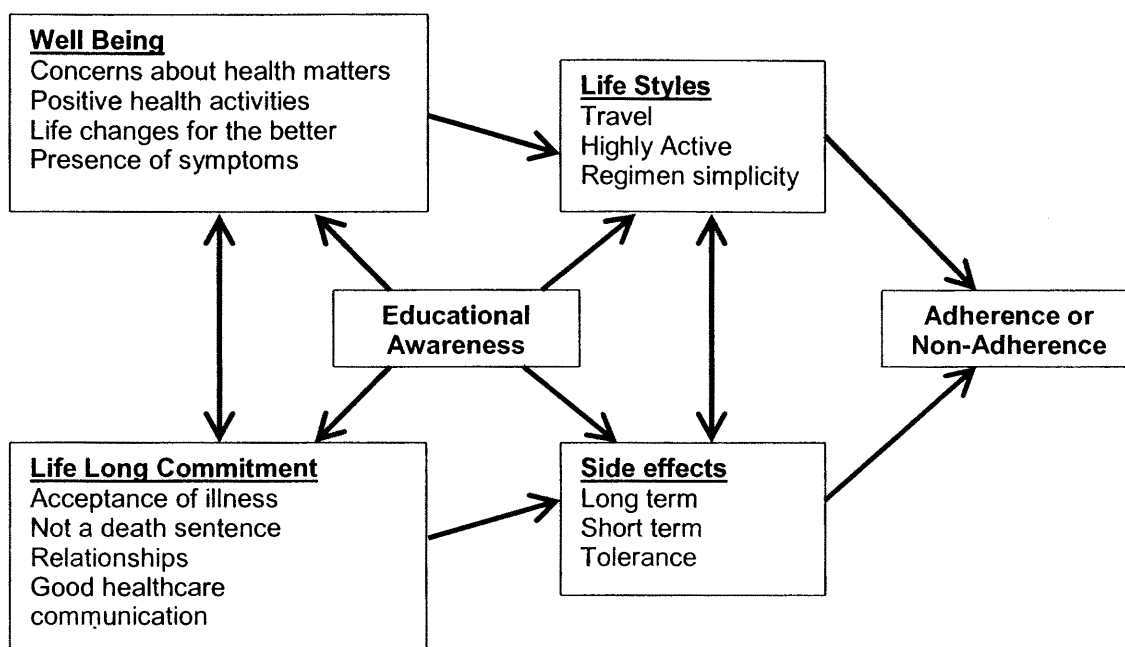 Well Being
Concerns about health matters
Positive health activities
Life changes for the better
Presence of symptoms
Life Styles
Travel
Highly Active
Regimen simplicity
Educational
Awareness
Adherence or
Non-Adherence
Life Long Commitment
Acceptance of illness
Not a death sentence
Relationships
Good healthcare
communication
Side effects
Long term
Short term
Tolerance